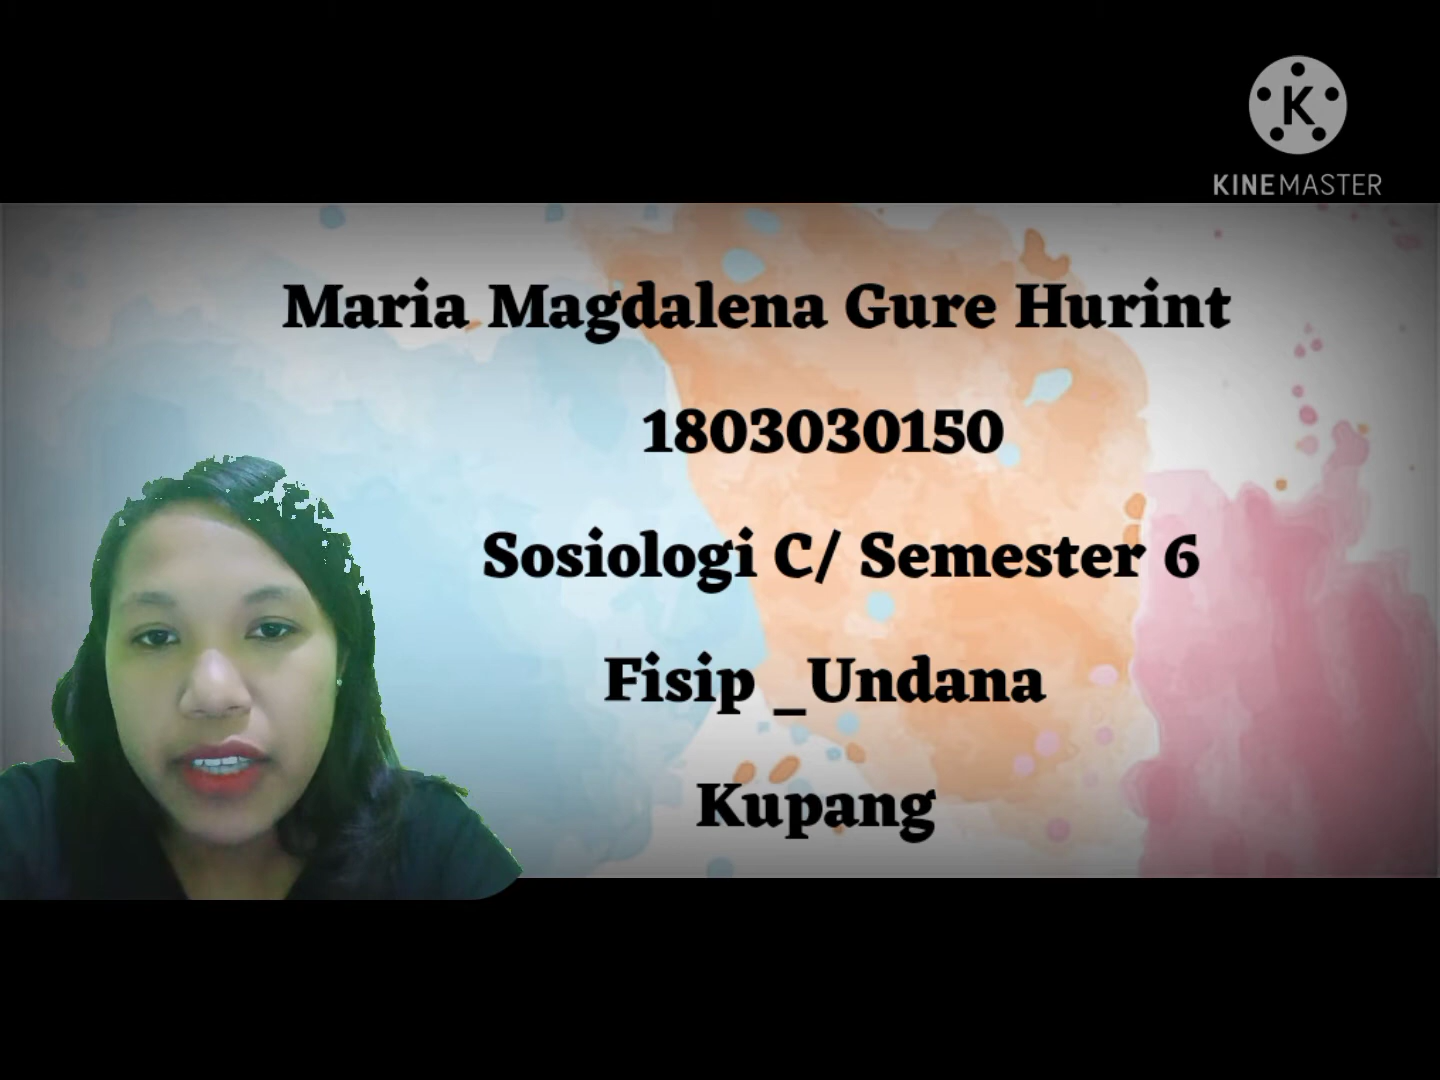 K
KINEMASTER
Maria Magdalena Gure Hurint
1803030150
Sosiologi C/ Semester 6
Fisip _Undana
Kupang